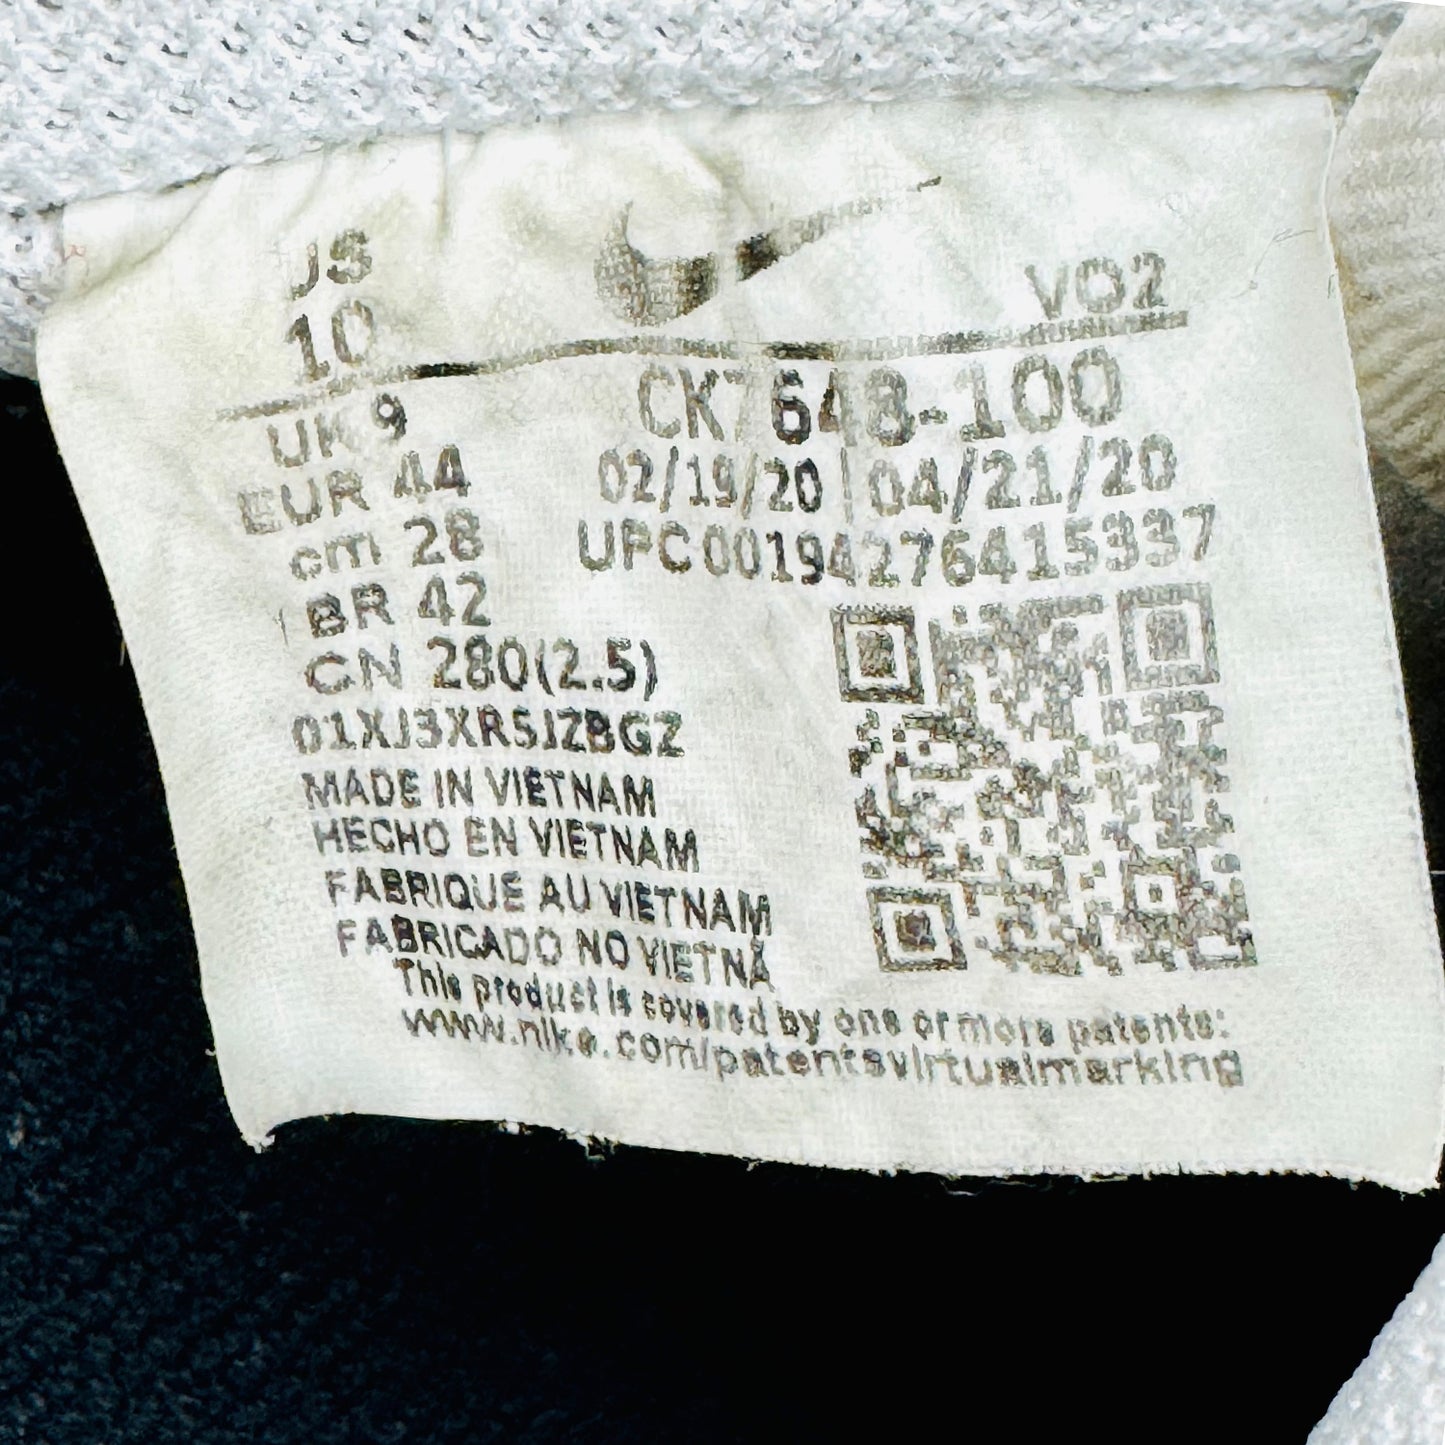 US
10
VO2
UK 9
EUR 44
cm 28
BR 42
CN 280(2.5)
CK7648-100
02/19/20 | 04/21/20
UPC00194276415337
01XJ3XR5JZBGZ
MADE IN VIETNAM
HECHO EN VIETNAM
FABRIQUE AU VIETNAM
FABRICADO NO VIETNÃ
This product is covered by one or more patents:
www.nike.com/patentsvirtualmarking